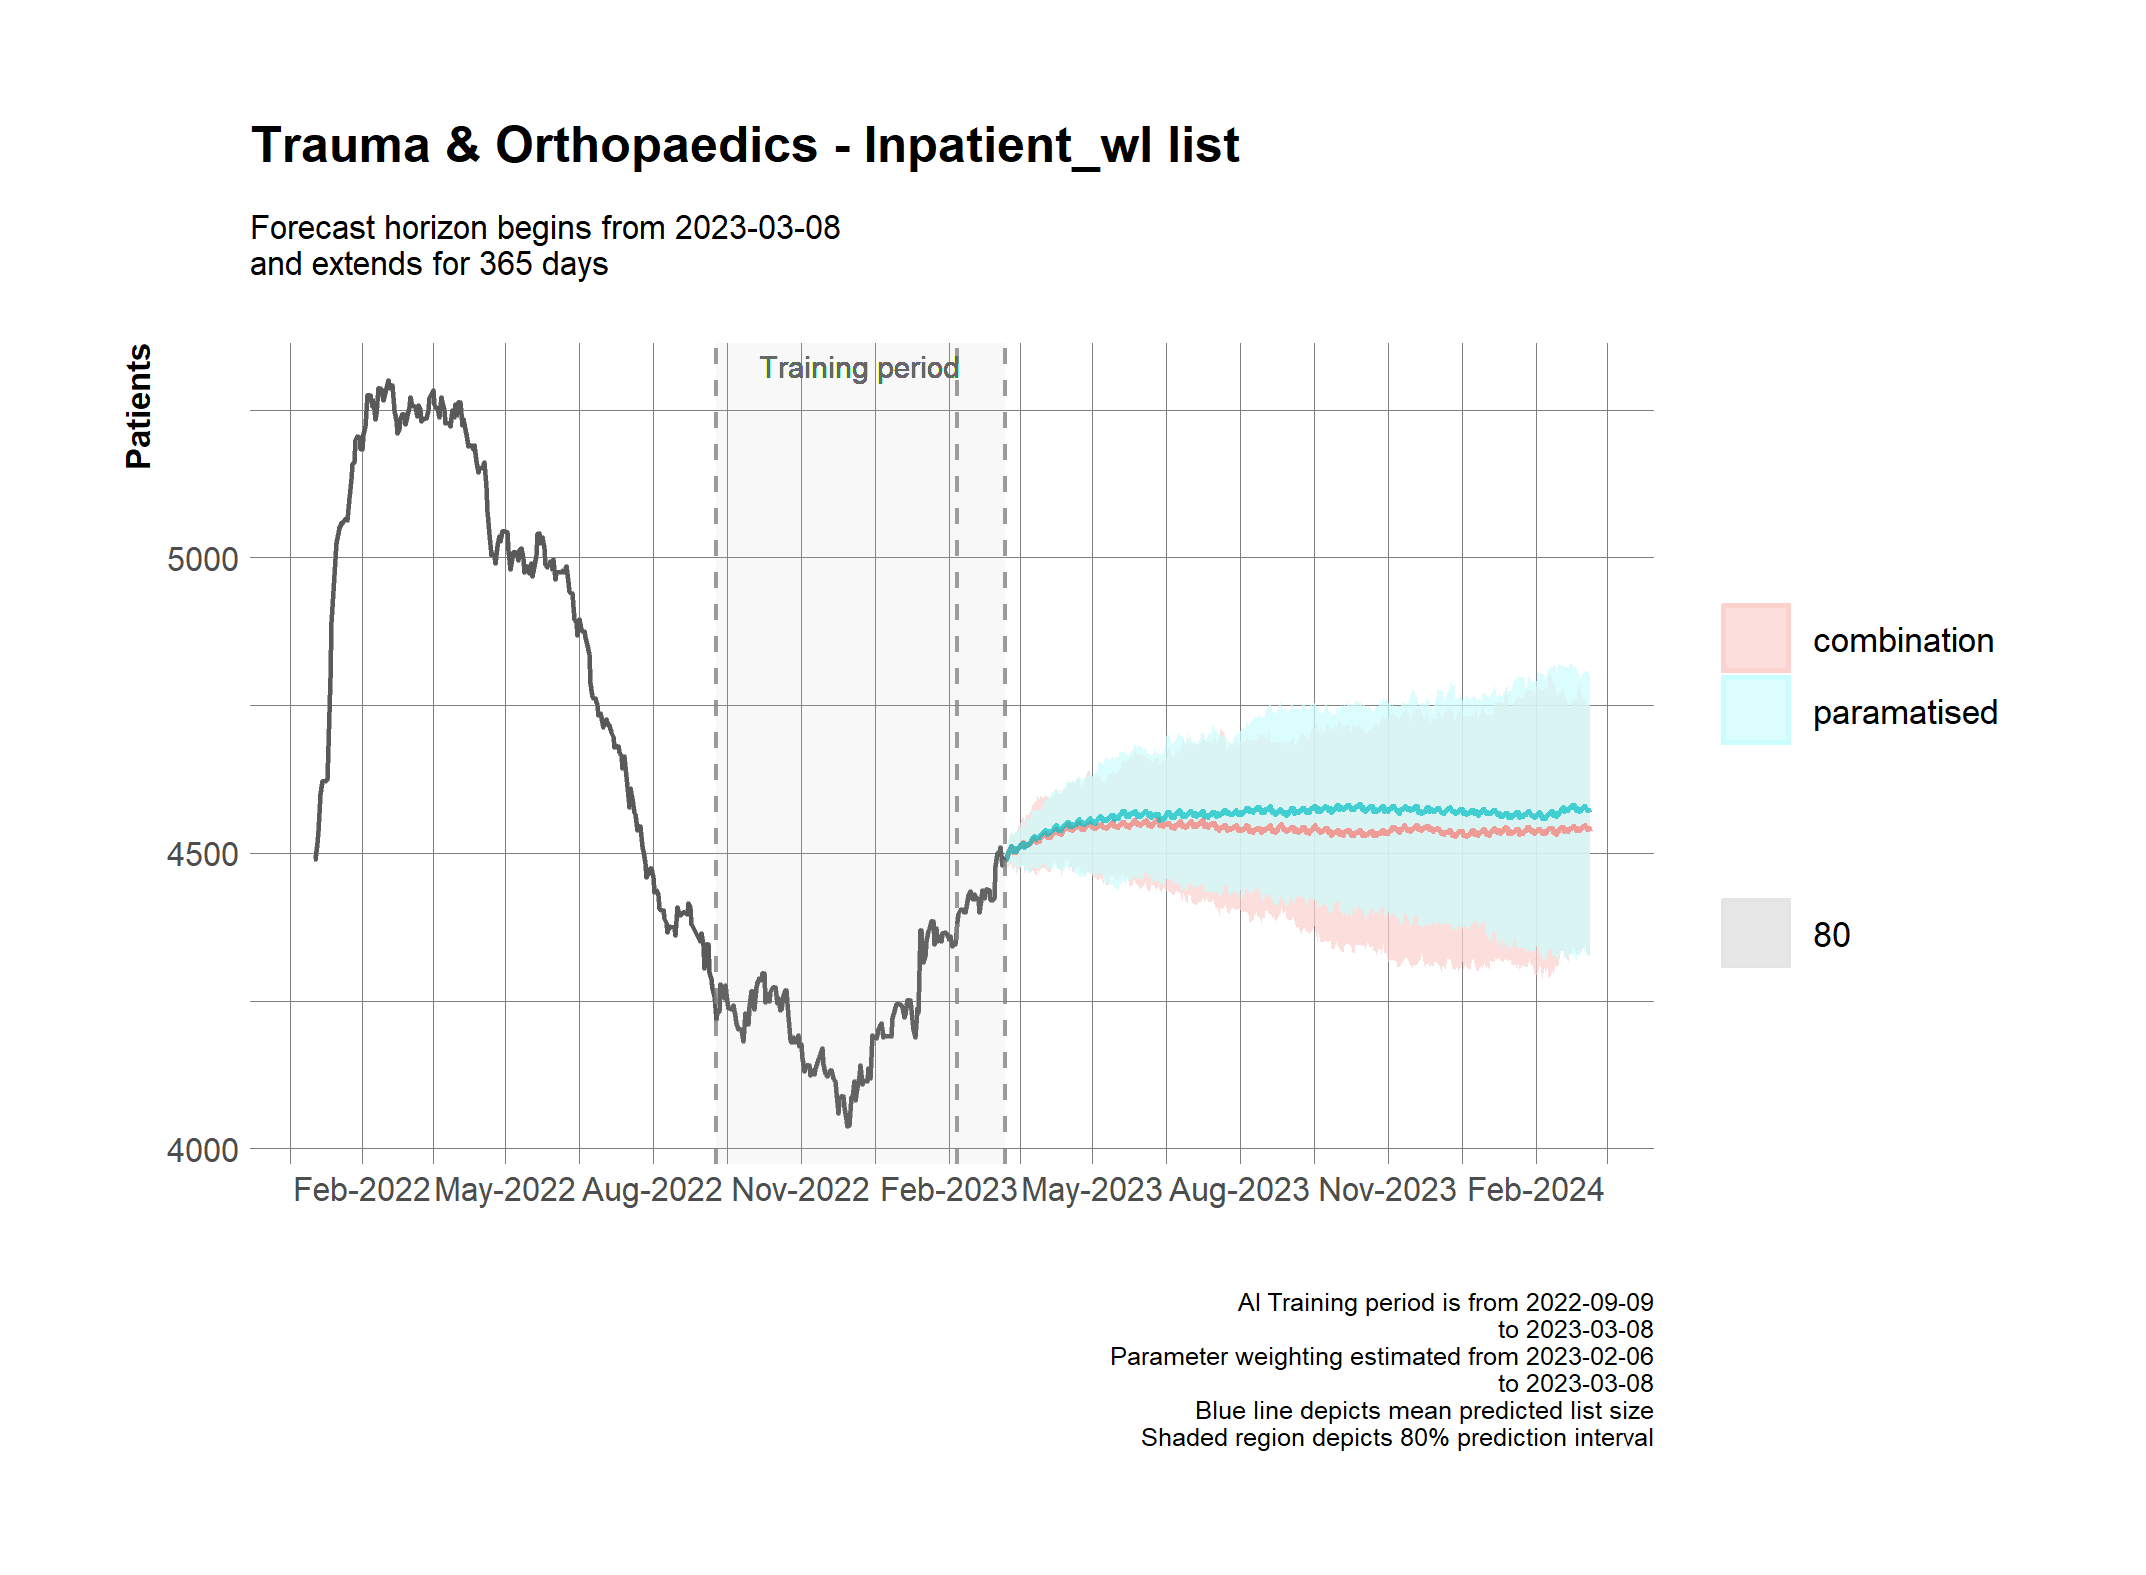 Trauma & Orthopaedics - Inpatient_wl list
Forecast horizon begins from 2023-03-08
and extends for 365 days
Patients
Training period
5000
4500
4000
Feb-2022 May-2022 Aug-2022 Nov-2022 Feb-2023 May-2023 Aug-2023 Nov-2023 Feb-2024
combination
paramatised
80
AI Training period is from 2022-09-09
to 2023-03-08
Parameter weighting estimated from 2023-02-06
to 2023-03-08
Blue line depicts mean predicted list size
Shaded region depicts 80% prediction interval